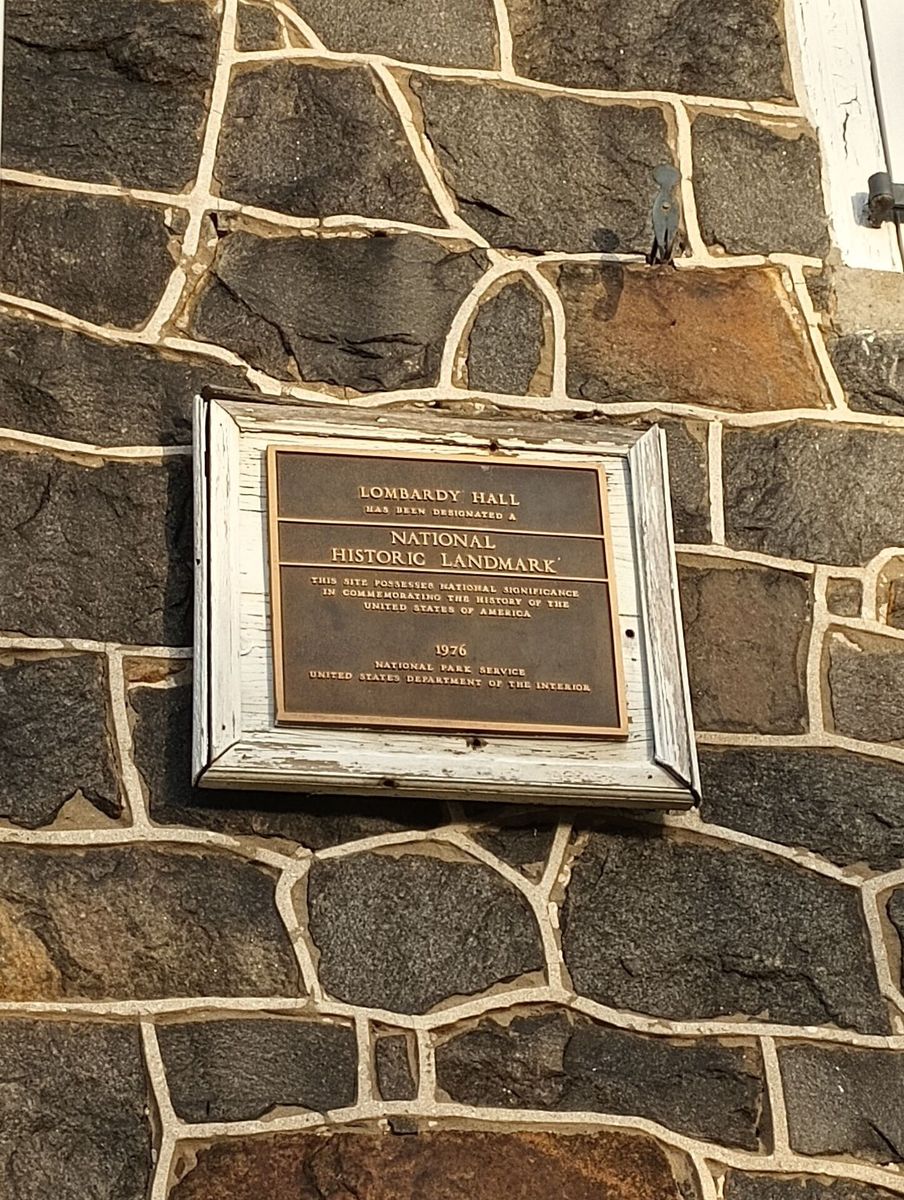 LOMBARDY HALL
HAS BEEN DESIGNATED A
NATIONAL
HISTORIC LANDMARK
THIS SITE POSSESSES NATIONAL SIGNIFICANCE
IN COMMEMORATING THE HISTORY OF THE
UNITED STATES OF AMERICA
1976
NATIONAL PARK SERVICE
UNITED STATES DEPARTMENT OF THE INTERIOR